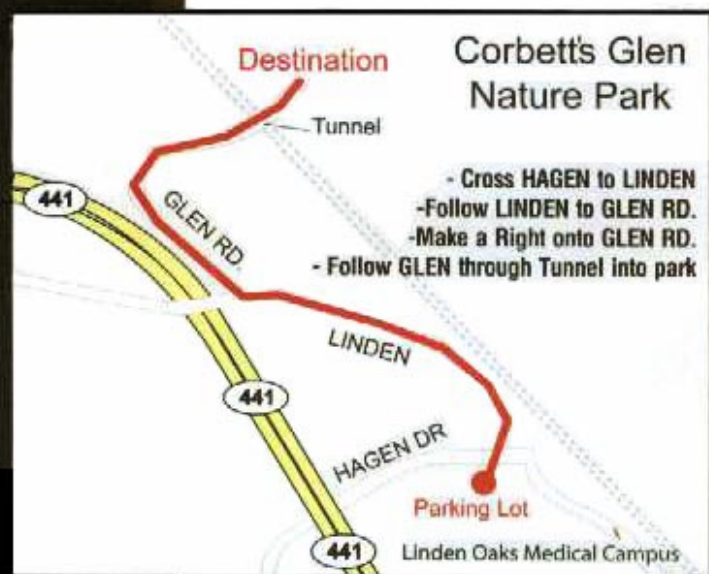 Corbett's Glen
Nature Park
Destination
Tunnel
- Cross HAGEN to LINDEN
-Follow LINDEN to GLEN RD.
-Make a Right onto GLEN RD.
- Follow GLEN through Tunnel into park
441
GLEN RD.
LINDEN
441
HAGEN DR
Parking Lot
441
Linden Oaks Medical Campus